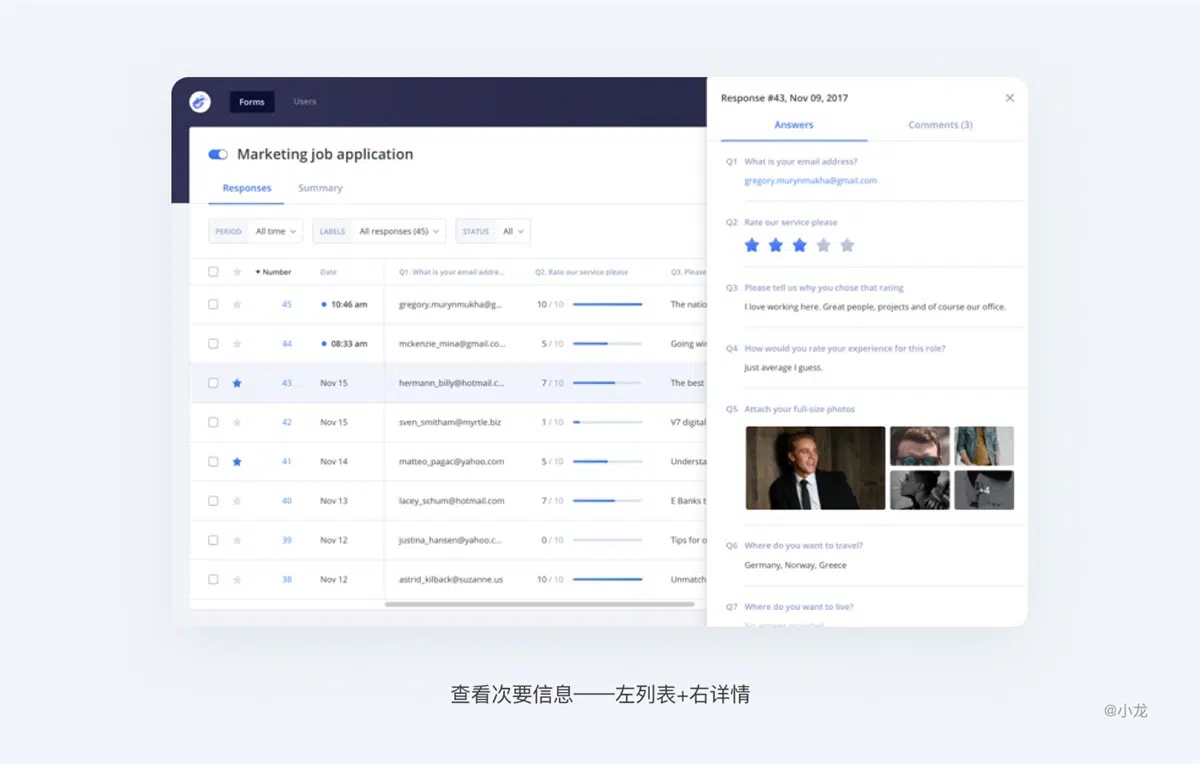 Forms Users
Marketing job application
Responses Summary
PERIOD All time LABELS All responses (45) STATUS All
Number Date Q1. What is your email addre... Q2. Rate our service please Q3. Please
45 10:46 am gregory.murynmukha@g... 10 / 10 The natio
44 08:33 am mckenzie_mina@gmail.co... 5 / 10 Going wi
43 Nov 15 hermann_billy@hotmail.c... 7 / 10 The best
42 Nov 15 sven_smitham@myrtle.biz 1 / 10 V7 digital
41 Nov 14 matteo_pagac@yahoo.com 5 / 10 Understa
40 Nov 13 lacey_schum@hotmail.com 7 / 10 E Banks t
39 Nov 12 justina_hansen@yahoo.c... 0 / 10 Tips for o
38 Nov 12 astrid_kilback@suzanne.us 10 / 10 Unmatch
Response #43, Nov 09, 2017
Answers Comments (3)
Q1 What is your email address?
gregory.murynmukha@gmail.com
Q2 Rate our service please
Q3 Please tell us why you chose that rating
I love working here. Great people, projects and of course our office.
Q4 How would you rate your experience for this role?
Just average I guess.
Q5 Attach your full-size photos
+4
Q6 Where do you want to travel?
Germany, Norway, Greece
Q7 Where do you want to live?
查看次要信息——左列表+右详情
@小龙